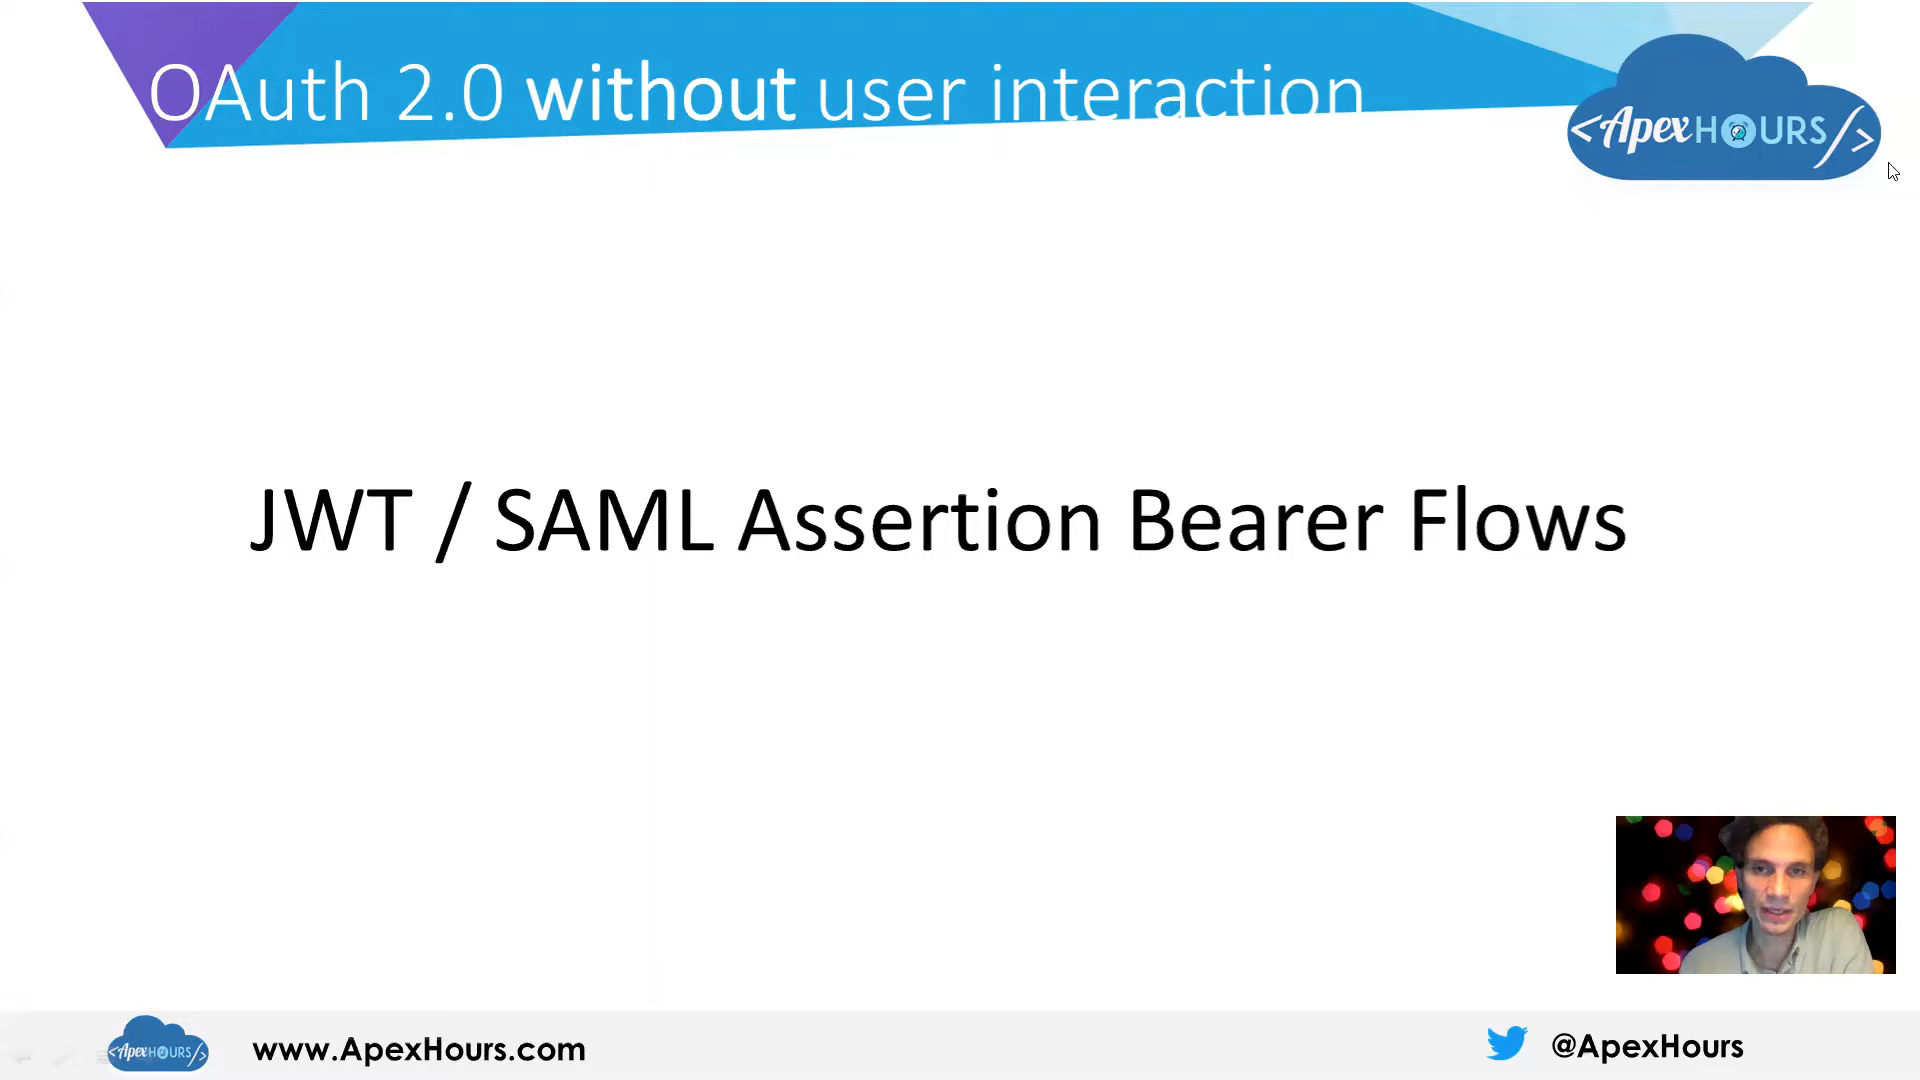 OAuth 2.0 without user interaction
<ApexHOURS/>
JWT / SAML Assertion Bearer Flows
<ApexHOURS/>
www.ApexHours.com
@ApexHours